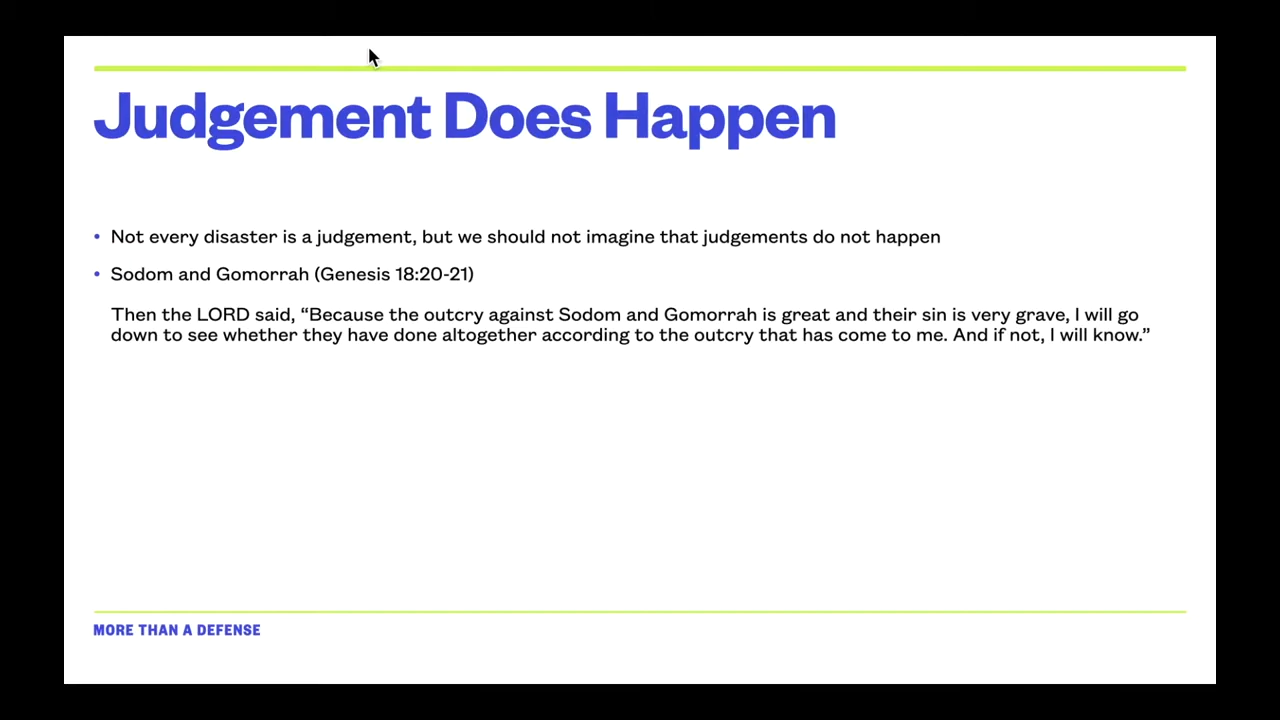 Judgement Does Happen
• Not every disaster is a judgement, but we should not imagine that judgements do not happen
• Sodom and Gomorrah (Genesis 18:20-21)
Then the LORD said, “Because the outcry against Sodom and Gomorrah is great and their sin is very grave, I will go
down to see whether they have done altogether according to the outcry that has come to me. And if not, I will know.”
MORE THAN A DEFENSE